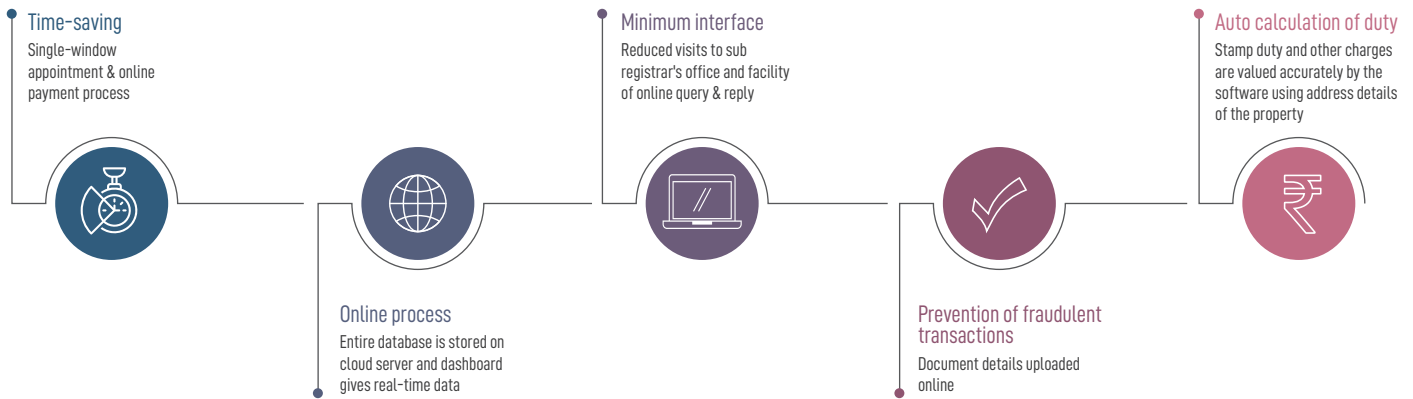 Time-saving
Single-window
appointment & online
payment process
Online process
Entire database is stored on
cloud server and dashboard
gives real-time data
Minimum interface
Reduced visits to sub
registrar's office and facility
of online query & reply
Prevention of fraudulent
transactions
Document details uploaded
online
Auto calculation of duty
Stamp duty and other charges
are valued accurately by the
software using address details
of the property